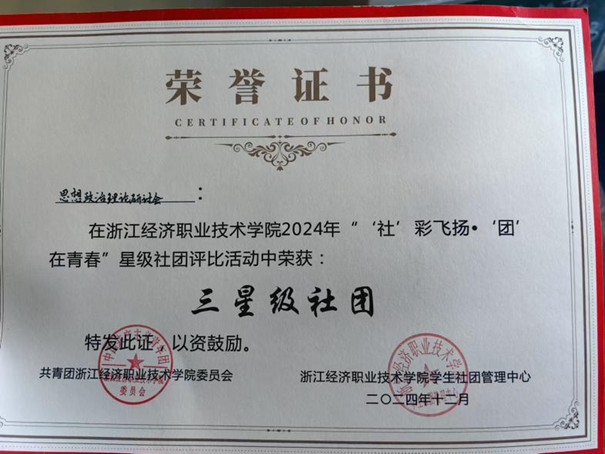 荣誉证书
CERTIFICATE OF HONOR
思想政治理论研讨会：
在浙江经济职业技术学院2024年“‘社’彩飞扬•‘团’
在青春”星级社团评比活动中荣获：
三星级社团
特发此证，以资鼓励。
共青团浙江经济职业技术学院委员会
浙江经济职业技术学院学生社团管理中心
二〇二四年十二月
委员会